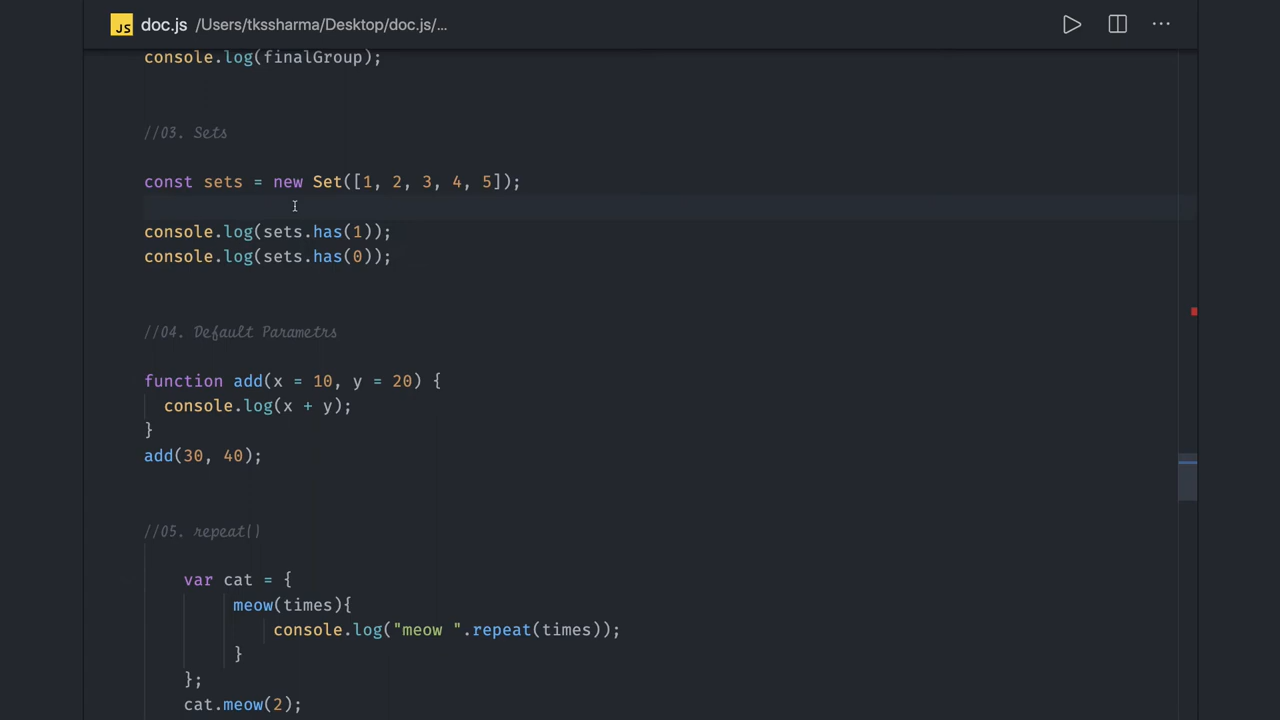 JS doc.js /Users/tkssharma/Desktop/doc.js/...
console.log(finalGroup);
//03. Sets
const sets = new Set([1, 2, 3, 4, 5]);
console.log(sets.has(1));
console.log(sets.has(0));
//04. Default Parametrs
function add(x = 10, y = 20) {
console.log(x + y);
}
add(30, 40);
//05. repeat()
var cat = {
meow(times){
console.log("meow ".repeat(times));
}
};
cat.meow(2);